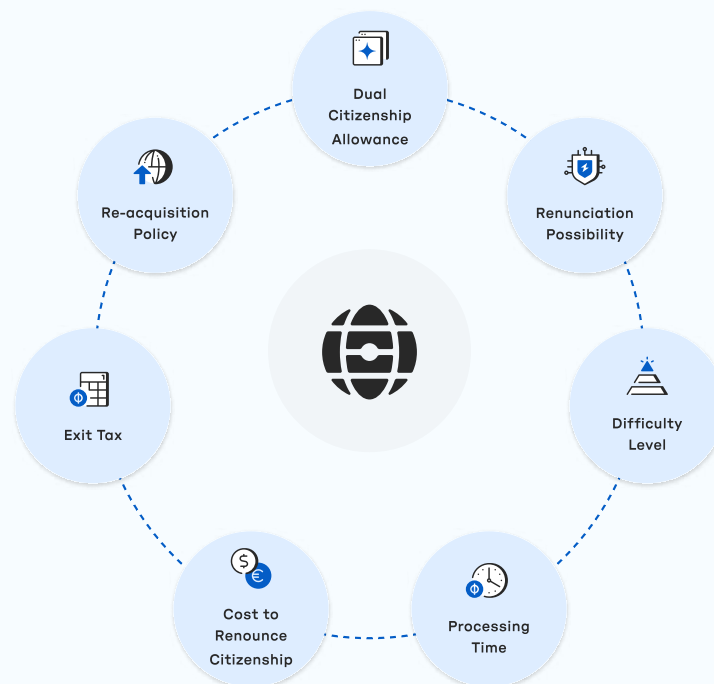 Dual
Citizenship
Allowance
Renunciation
Possibility
Difficulty
Level
Processing
Time
Cost to
Renounce
Citizenship
Exit Tax
Re-acquisition
Policy